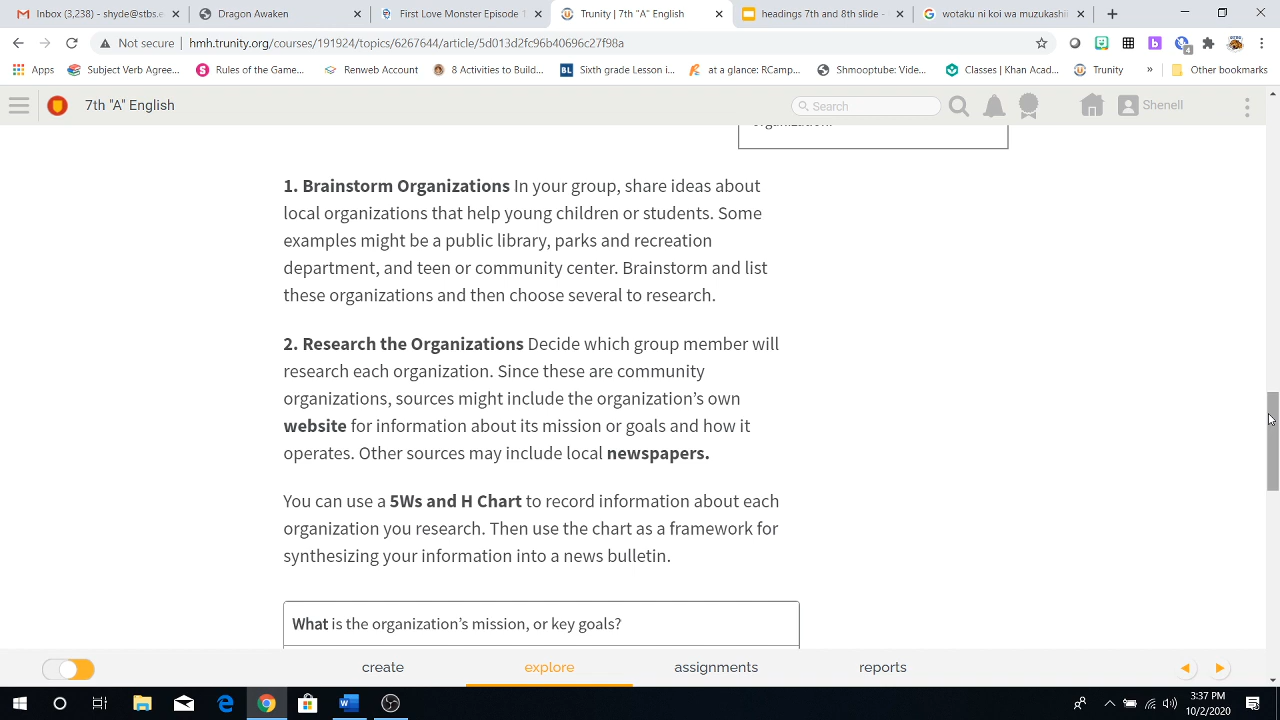 Inbox (3,238) - shyde@stbs.e
Dragon Awaken
First Love Monster Episode 1
Trunity | 7th "A" English
headings 7th and 8th slide -
wotaku ni koi wa muzukashii
Not secure | hmh.trunity.org/courses/191924/topics/6267644/article/5d013d2fc96b40696c27f98a
Apps
Subject Verb Agree...
Rules of the Game...
Renweb Account
8 Activities to Build...
BL Sixth grade Lesson i...
at a glance: RCamp...
Shmooptube: Vide...
Classes | Khan Acad...
Trunity
»
Other bookmarks
7th "A" English
Search
Shenell
1. Brainstorm Organizations In your group, share ideas about
local organizations that help young children or students. Some
examples might be a public library, parks and recreation
department, and teen or community center. Brainstorm and list
these organizations and then choose several to research.
2. Research the Organizations Decide which group member will
research each organization. Since these are community
organizations, sources might include the organization’s own
website for information about its mission or goals and how it
operates. Other sources may include local newspapers.
You can use a 5Ws and H Chart to record information about each
organization you research. Then use the chart as a framework for
synthesizing your information into a news bulletin.
What is the organization’s mission, or key goals?
create
explore
assignments
reports
3:37 PM
10/2/2020